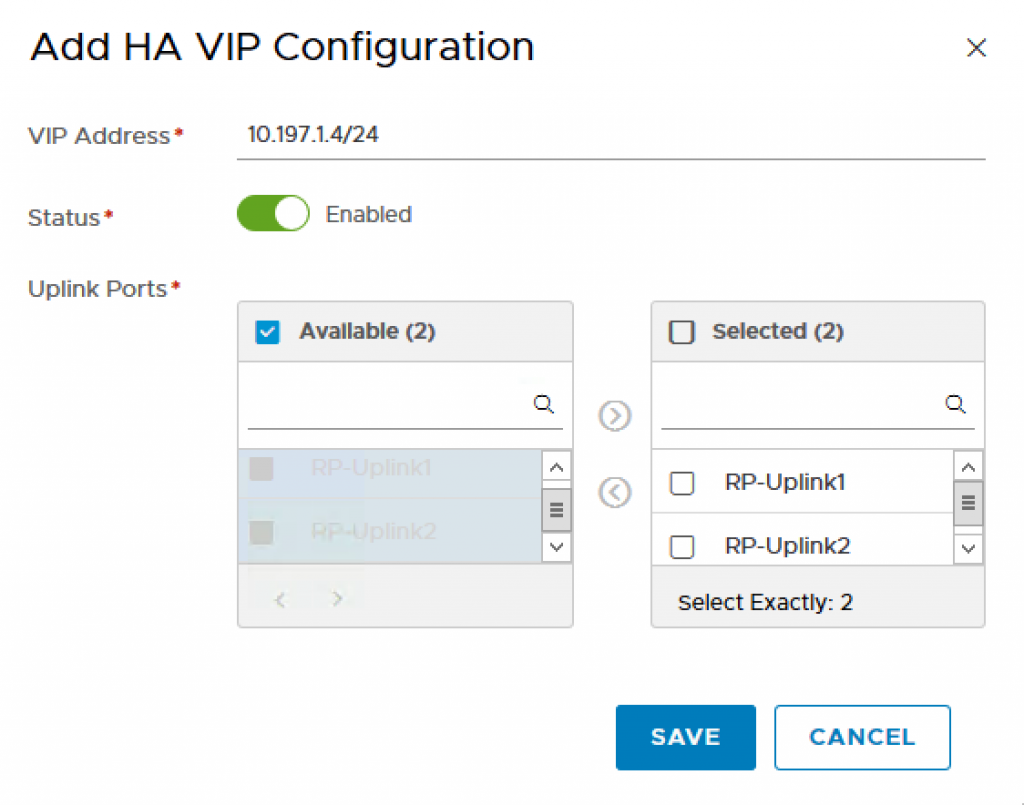 Add HA VIP Configuration
VIP Address*
10.197.1.4/24
Status*
Enabled
Uplink Ports*
Available (2)
RP-Uplink1
RP-Uplink2
Selected (2)
RP-Uplink1
RP-Uplink2
Select Exactly: 2
SAVE
CANCEL